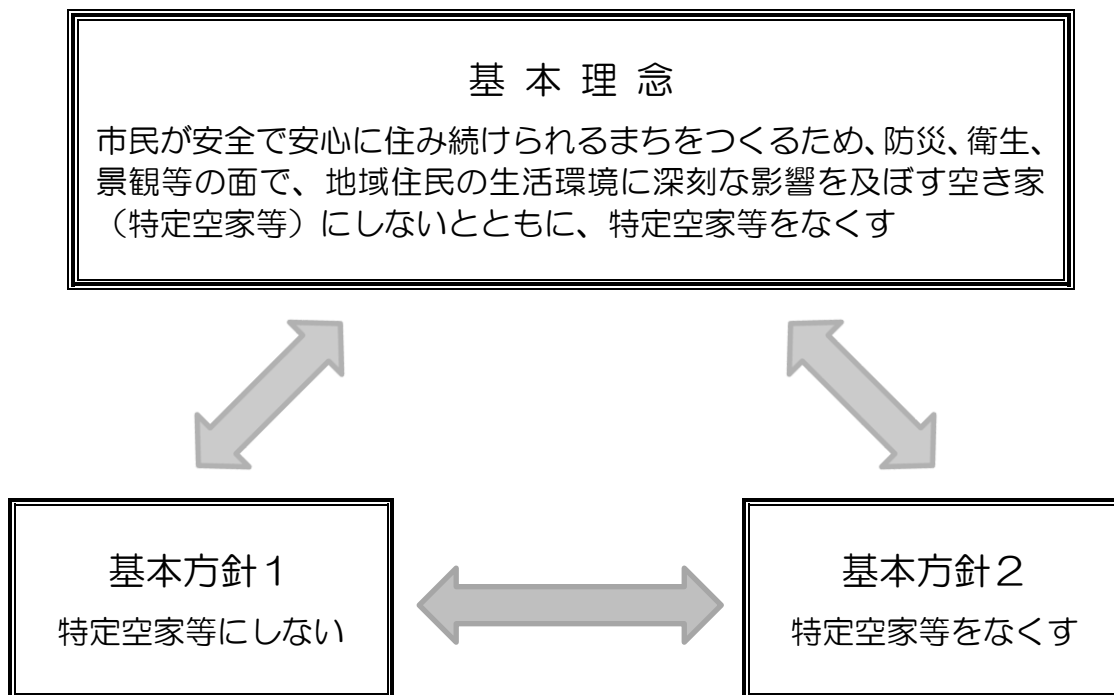 基本理念
市民が安全で安心に住み続けられるまちをつくるため、防災、衛生、
景観等の面で、地域住民の生活環境に深刻な影響を及ぼす空き家
（特定空家等）にしないとともに、特定空家等をなくす
基本方針１
特定空家等にしない
基本方針２
特定空家等をなくす